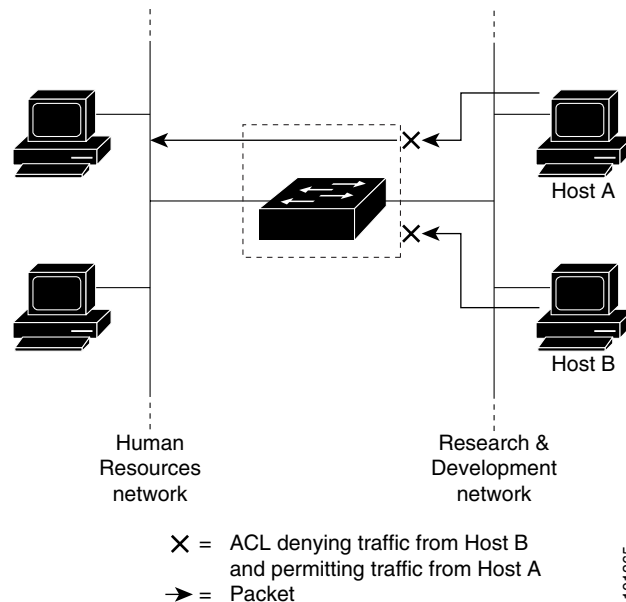 Host A
Host B
Human
Resources
network
Research &
Development
network
X = ACL denying traffic from Host B
and permitting traffic from Host A
= Packet